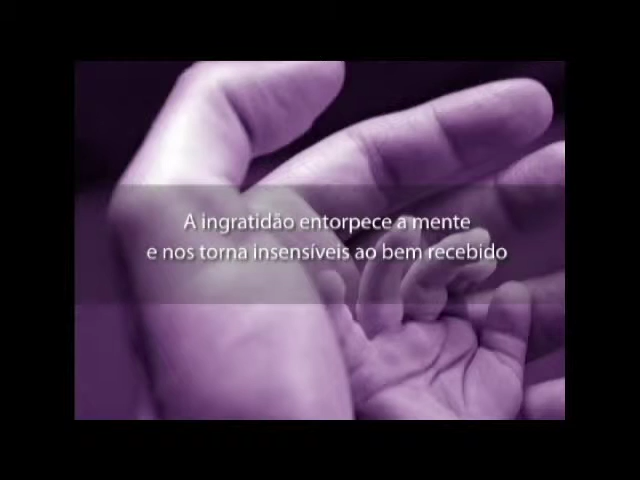 A ingratidão entorpece a mente
e nos torna insensíveis ao bem recebido